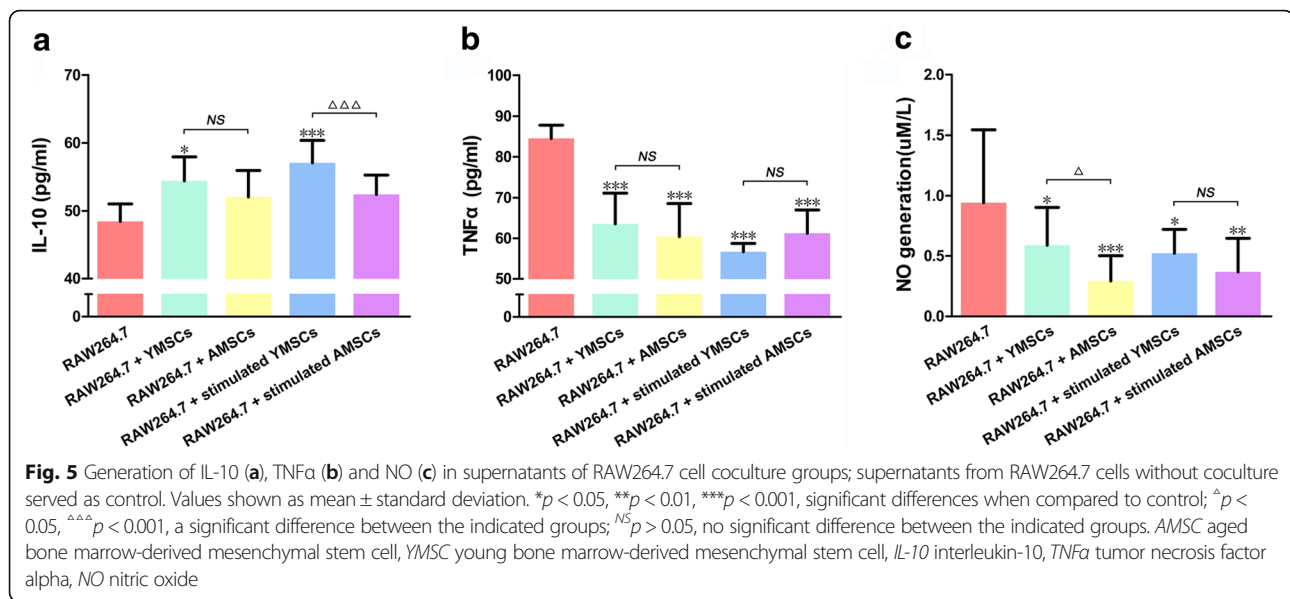 a
IL-10 (pg/ml)
70
60
50
40
0
*
NS
***
△△△
RAW264.7
RAW264.7 + YMSCs
RAW264.7 + AMSCs
RAW264.7 + stimulated YMSCs
RAW264.7 + stimulated AMSCs
b
TNFα (pg/ml)
100
90
80
70
60
50
0
***
NS
***
***
NS
***
RAW264.7
RAW264.7 + YMSCs
RAW264.7 + AMSCs
RAW264.7 + stimulated YMSCs
RAW264.7 + stimulated AMSCs
c
NO generation(uM/L)
2.0
1.5
1.0
0.5
0.0
*
△
***
*
NS
**
RAW264.7
RAW264.7 + YMSCs
RAW264.7 + AMSCs
RAW264.7 + stimulated YMSCs
RAW264.7 + stimulated AMSCs
Fig. 5 Generation of IL-10 (a), TNFα (b) and NO (c) in supernatants of RAW264.7 cell coculture groups; supernatants from RAW264.7 cells without coculture
served as control. Values shown as mean ± standard deviation. *p < 0.05, **p < 0.01, ***p < 0.001, significant differences when compared to control; △p <
0.05, △△△p < 0.001, a significant difference between the indicated groups; NSp > 0.05, no significant difference between the indicated groups. AMSC aged
bone marrow-derived mesenchymal stem cell, YMSC young bone marrow-derived mesenchymal stem cell, IL-10 interleukin-10, TNFα tumor necrosis factor
alpha, NO nitric oxide